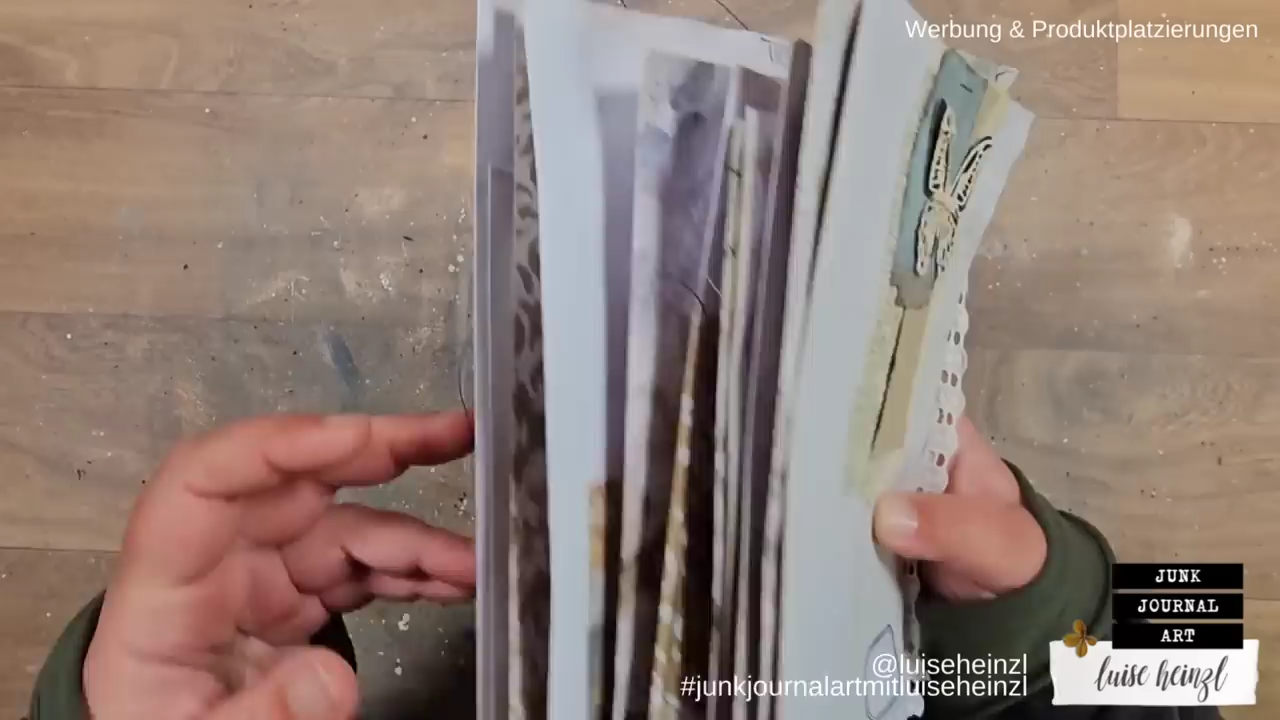 Werbung & Produktplatzierungen
JUNK
JOURNAL
ART
@luiseheinzl
#junkjournalartmitluiseheinzl
luise heinzl